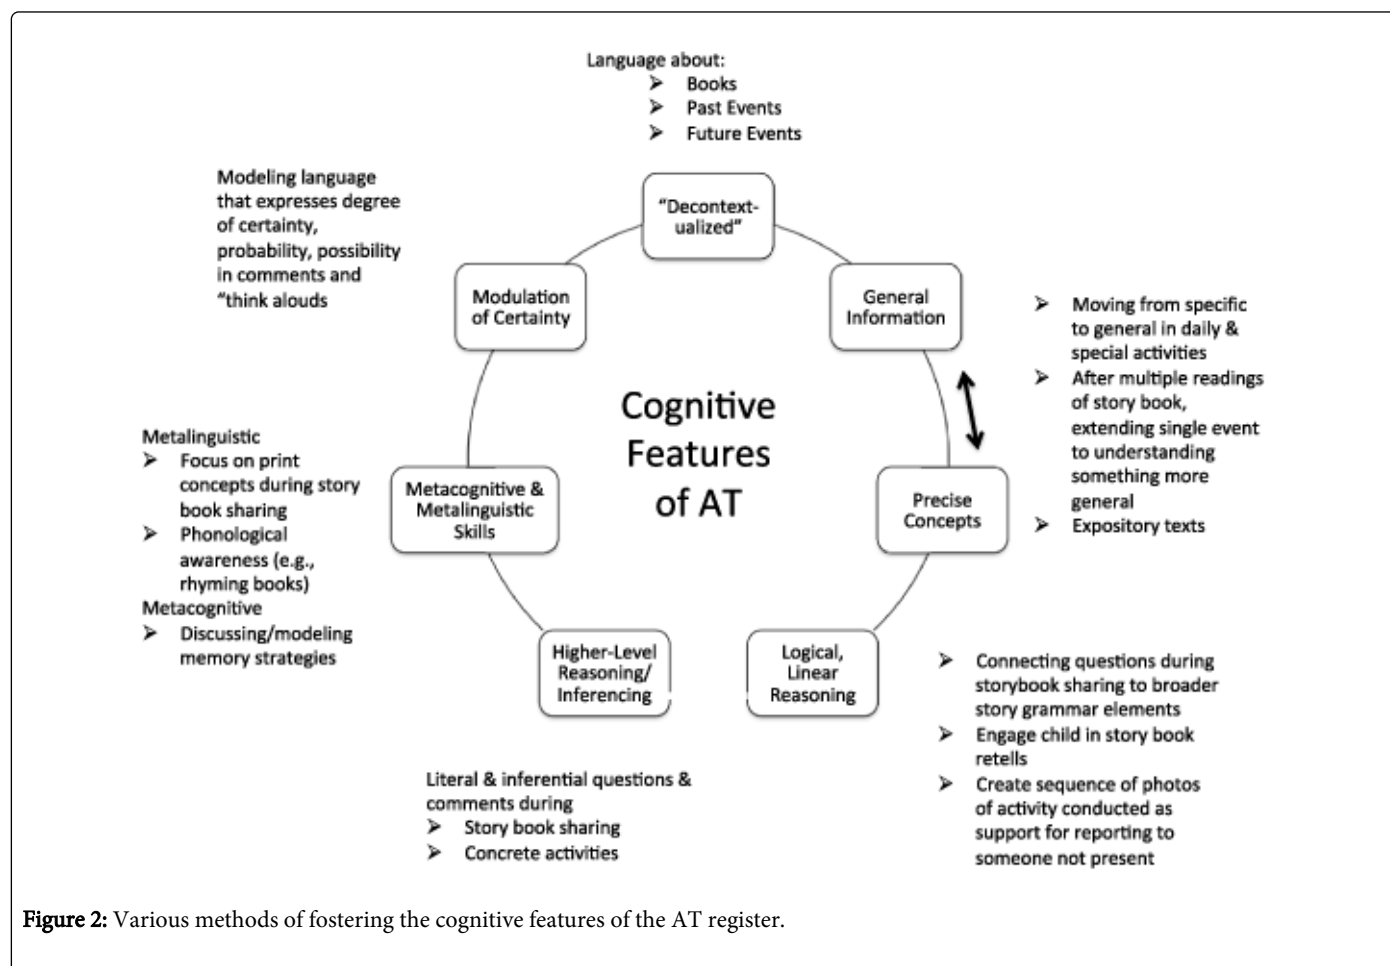 Language about:
➤ Books
➤ Past Events
➤ Future Events
"Decontext-
ualized"
Modeling language
that expresses degree
of certainty,
probability, possibility
in comments and
"think alouds
Modulation
of Certainty
General
Information
➤ Moving from specific
to general in daily &
special activities
➤ After multiple readings
of story book,
extending single event
to understanding
something more
general
➤ Expository texts
Cognitive
Features
of AT
Metalinguistic
➤ Focus on print
concepts during story
book sharing
➤ Phonological
awareness (e.g.,
rhyming books)
Metacognitive
➤ Discussing/modeling
memory strategies
Metacognitive &
Metalinguistic
Skills
Precise
Concepts
Higher-Level
Reasoning/
Inferencing
Logical,
Linear
Reasoning
➤ Connecting questions during
storybook sharing to broader
story grammar elements
➤ Engage child in story book
retells
➤ Create sequence of photos
of activity conducted as
support for reporting to
someone not present
Literal & inferential questions &
comments during
➤ Story book sharing
➤ Concrete activities
Figure 2: Various methods of fostering the cognitive features of the AT register.